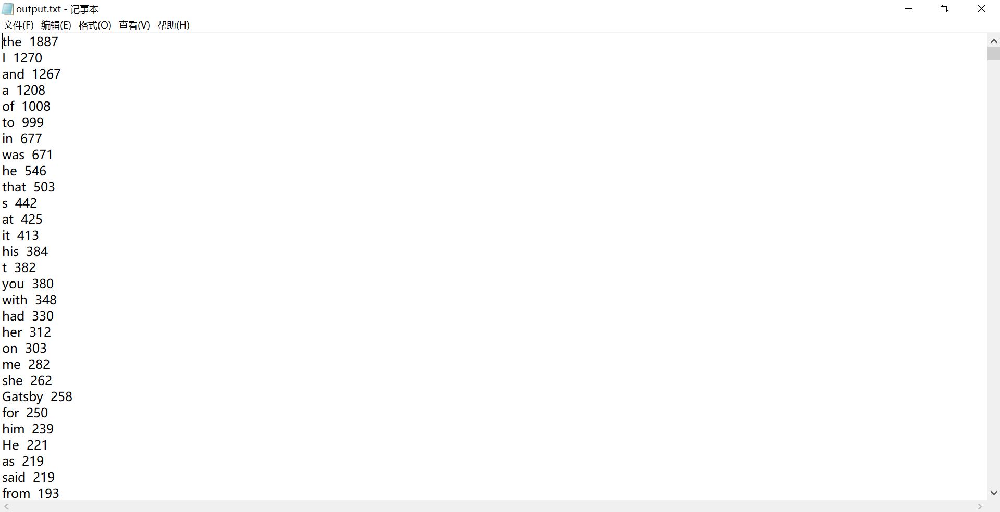 output.txt - 记事本
文件(F) 编辑(E) 格式(O) 查看(V) 帮助(H)
the 1887
I 1270
and 1267
a 1208
of 1008
to 999
in 677
was 671
he 546
that 503
s 442
at 425
it 413
his 384
t 382
you 380
with 348
had 330
her 312
on 303
me 282
she 262
Gatsby 258
for 250
him 239
He 221
as 219
said 219
from 193